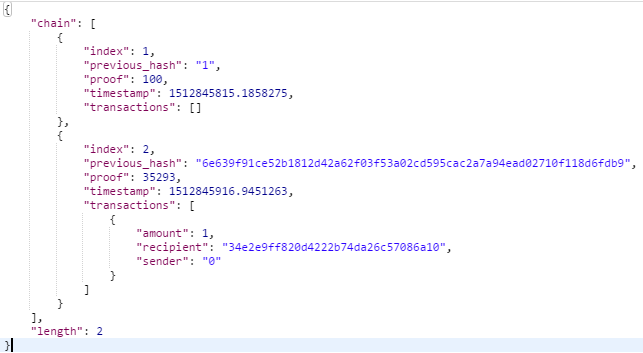 {
    "chain": [
        {
            "index": 1,
            "previous_hash": "1",
            "proof": 100,
            "timestamp": 1512845815.1858275,
            "transactions": []
        },
        {
            "index": 2,
            "previous_hash": "6e639f91ce52b1812d42a62f03f53a02cd595cac2a7a94ead02710f118d6fdb9",
            "proof": 35293,
            "timestamp": 1512845916.9451263,
            "transactions": [
                {
                    "amount": 1,
                    "recipient": "34e2e9ff820d4222b74da26c57086a10",
                    "sender": "0"
                }
            ]
        }
    ],
    "length": 2
}